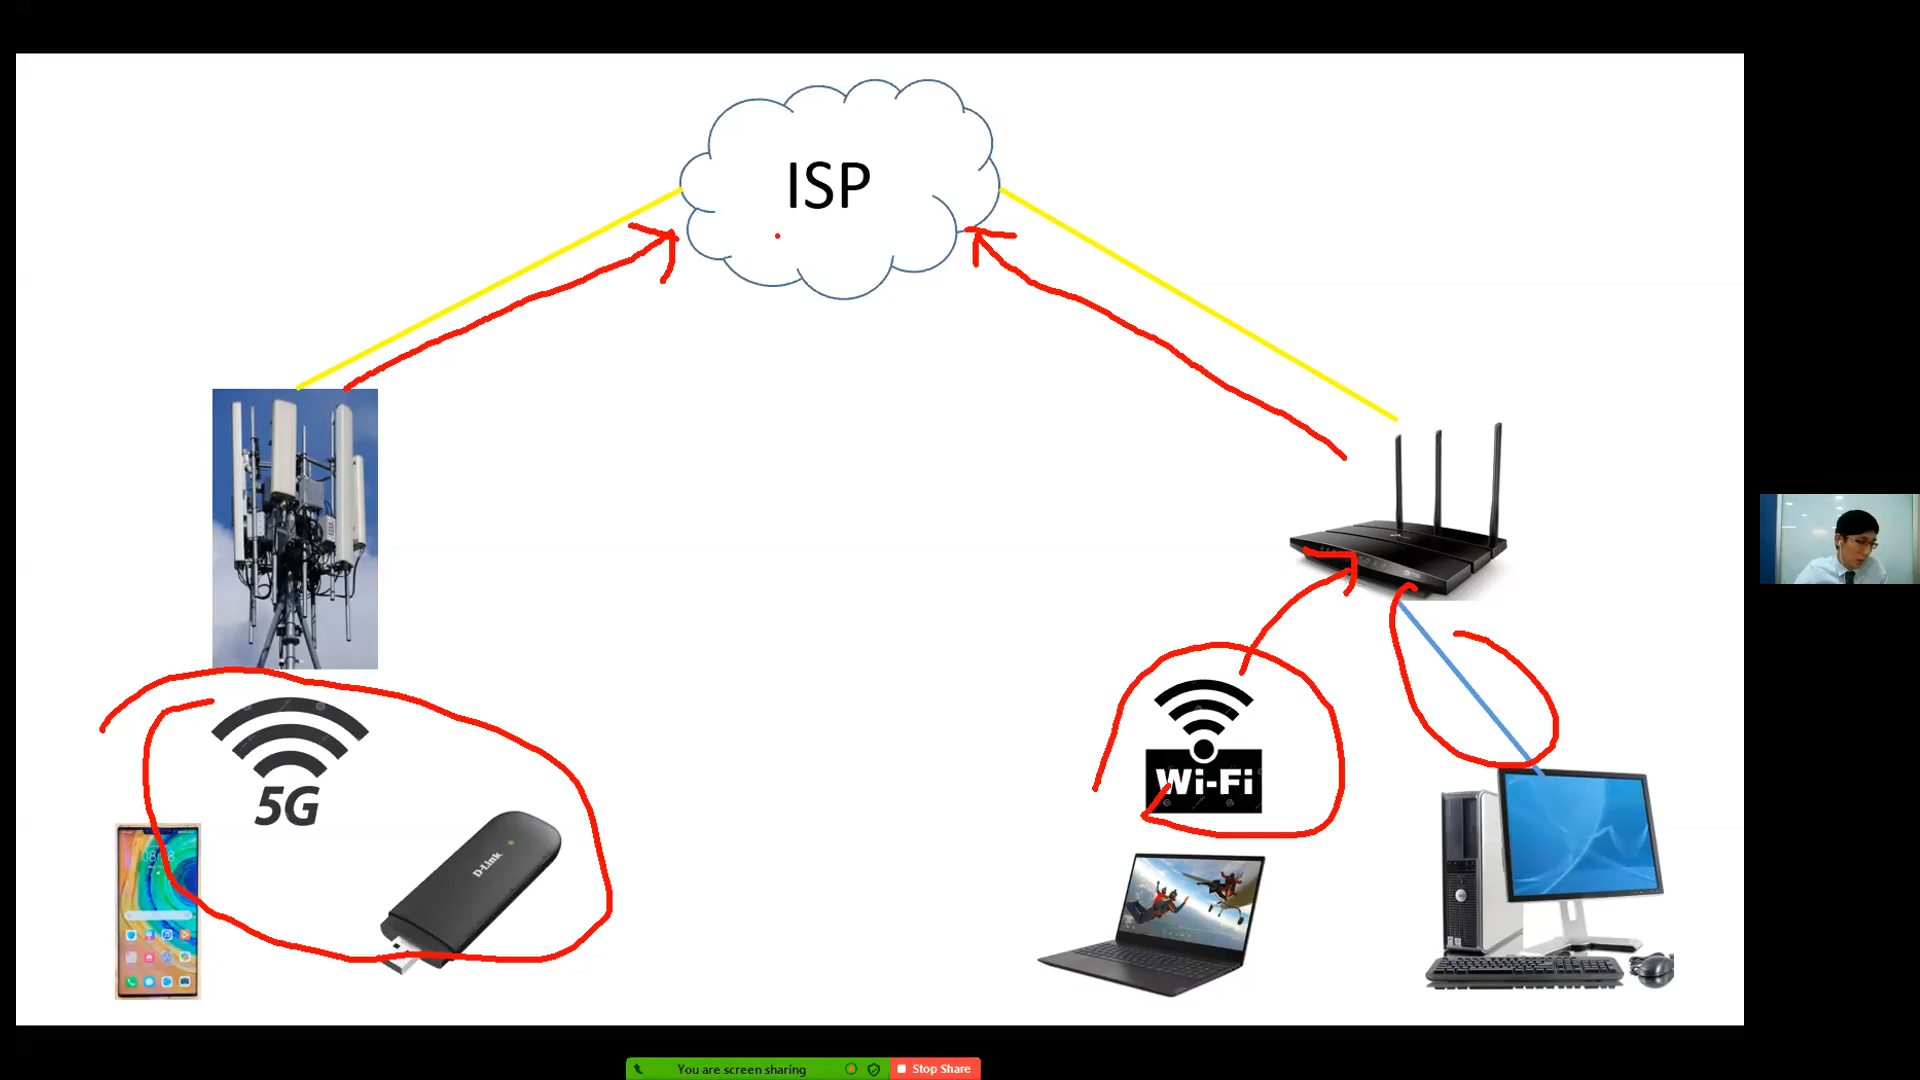 ISP
5G
D-Link
Wi-Fi
You are screen sharing
Stop Share